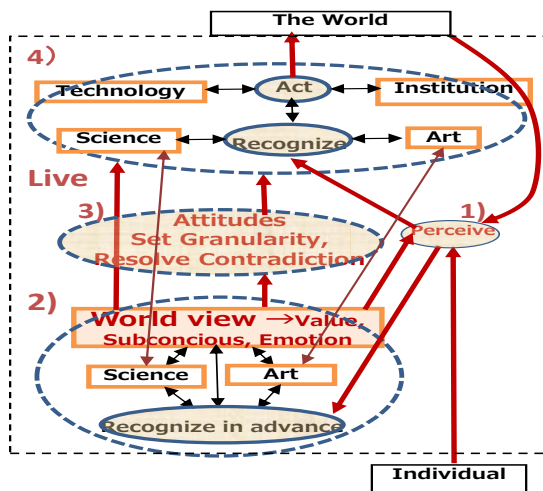 The World
4)
Technology
Act
Institution
Science
Recognize
Art
Live
3)
Attitudes
Set Granularity,
Resolve Contradiction
1)
Perceive
2)
World view →Value,
Subconcious, Emotion
Science
Art
Recognize in advance
Individual